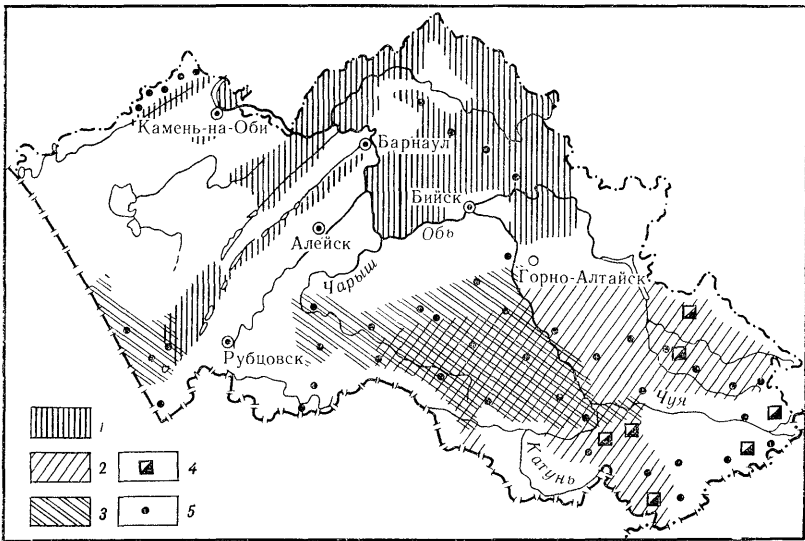 Камень-на-Оби
Барнаул
Бийск
Обь
Алейск
Горно-Алтайск
Чарыш
Рубцовск
Чуя
Катунь
1
2
4
3
5